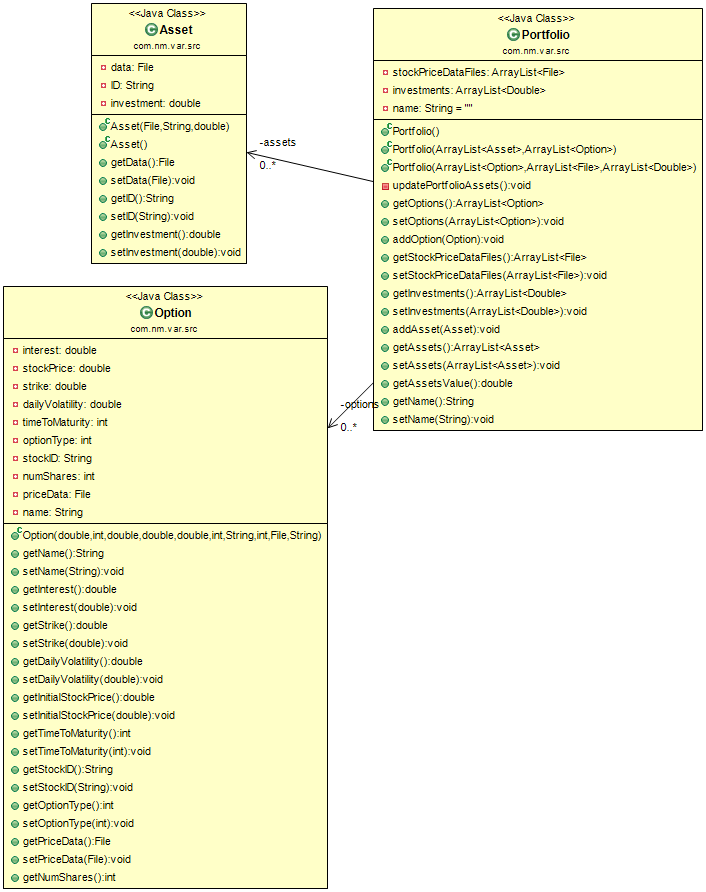 <<Java Class>>
Asset
com.nm.var.src
data: File
ID: String
investment: double
Asset(File,String,double)
Asset()
getData():File
setData(File):void
getID():String
setID(String):void
getInvestment():double
setInvestment(double):void
-assets
0..*
<<Java Class>>
Portfolio
com.nm.var.src
stockPriceDataFiles: ArrayList<File>
investments: ArrayList<Double>
name: String = ""
Portfolio()
Portfolio(ArrayList<Asset>,ArrayList<Option>)
Portfolio(ArrayList<Option>,ArrayList<File>,ArrayList<Double>)
updatePortfolioAssets():void
getOptions():ArrayList<Option>
setOptions(ArrayList<Option>):void
addOption(Option):void
getStockPriceDataFiles():ArrayList<File>
setStockPriceDataFiles(ArrayList<File>):void
getInvestments():ArrayList<Double>
setInvestments(ArrayList<Double>):void
addAsset(Asset):void
getAssets():ArrayList<Asset>
setAssets(ArrayList<Asset>):void
getAssetsValue():double
getName():String
setName(String):void
-options
0..*
<<Java Class>>
Option
com.nm.var.src
interest: double
stockPrice: double
strike: double
dailyVolatility: double
timeToMaturity: int
optionType: int
stockID: String
numShares: int
priceData: File
name: String
Option(double,int,double,double,double,int,String,int,File,String)
getName():String
setName(String):void
getInterest():double
setInterest(double):void
getStrike():double
setStrike(double):void
getDailyVolatility():double
setDailyVolatility(double):void
getInitialStockPrice():double
setInitialStockPrice(double):void
getTimeToMaturity():int
setTimeToMaturity(int):void
getStockID():String
setStockID(String):void
getOptionType():int
setOptionType(int):void
getPriceData():File
setPriceData(File):void
getNumShares():int